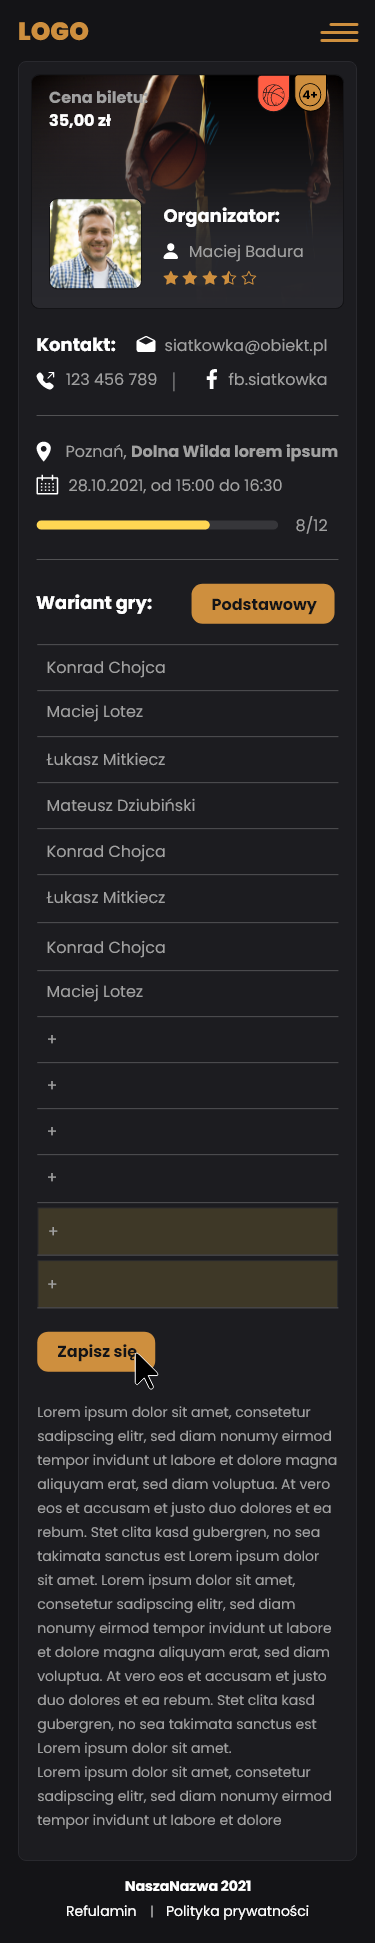 LOGO
Cena biletu:
35,00 zł
4+
Organizator:
Maciej Badura
Kontakt: siatkowka@obiekt.pl
123 456 789 | fb.siatkowka
Poznań, Dolna Wilda lorem ipsum
28.10.2021, od 15:00 do 16:30
8/12
Wariant gry: Podstawowy
Konrad Chojca
Maciej Lotez
Łukasz Mitkiecz
Mateusz Dziubiński
Konrad Chojca
Łukasz Mitkiecz
Konrad Chojca
Maciej Lotez
+
+
+
+
+
+
Zapisz się
Lorem ipsum dolor sit amet, consetetur
sadipscing elitr, sed diam nonumy eirmod
tempor invidunt ut labore et dolore magna
aliquyam erat, sed diam voluptua. At vero
eos et accusam et justo duo dolores et ea
rebum. Stet clita kasd gubergren, no sea
takimata sanctus est Lorem ipsum dolor
sit amet. Lorem ipsum dolor sit amet,
consetetur sadipscing elitr, sed diam
nonumy eirmod tempor invidunt ut labore
et dolore magna aliquyam erat, sed diam
voluptua. At vero eos et accusam et justo
duo dolores et ea rebum. Stet clita kasd
gubergren, no sea takimata sanctus est
Lorem ipsum dolor sit amet.
Lorem ipsum dolor sit amet, consetetur
sadipscing elitr, sed diam nonumy eirmod
tempor invidunt ut labore et dolore
NaszaNazwa 2021
Refulamin | Polityka prywatności